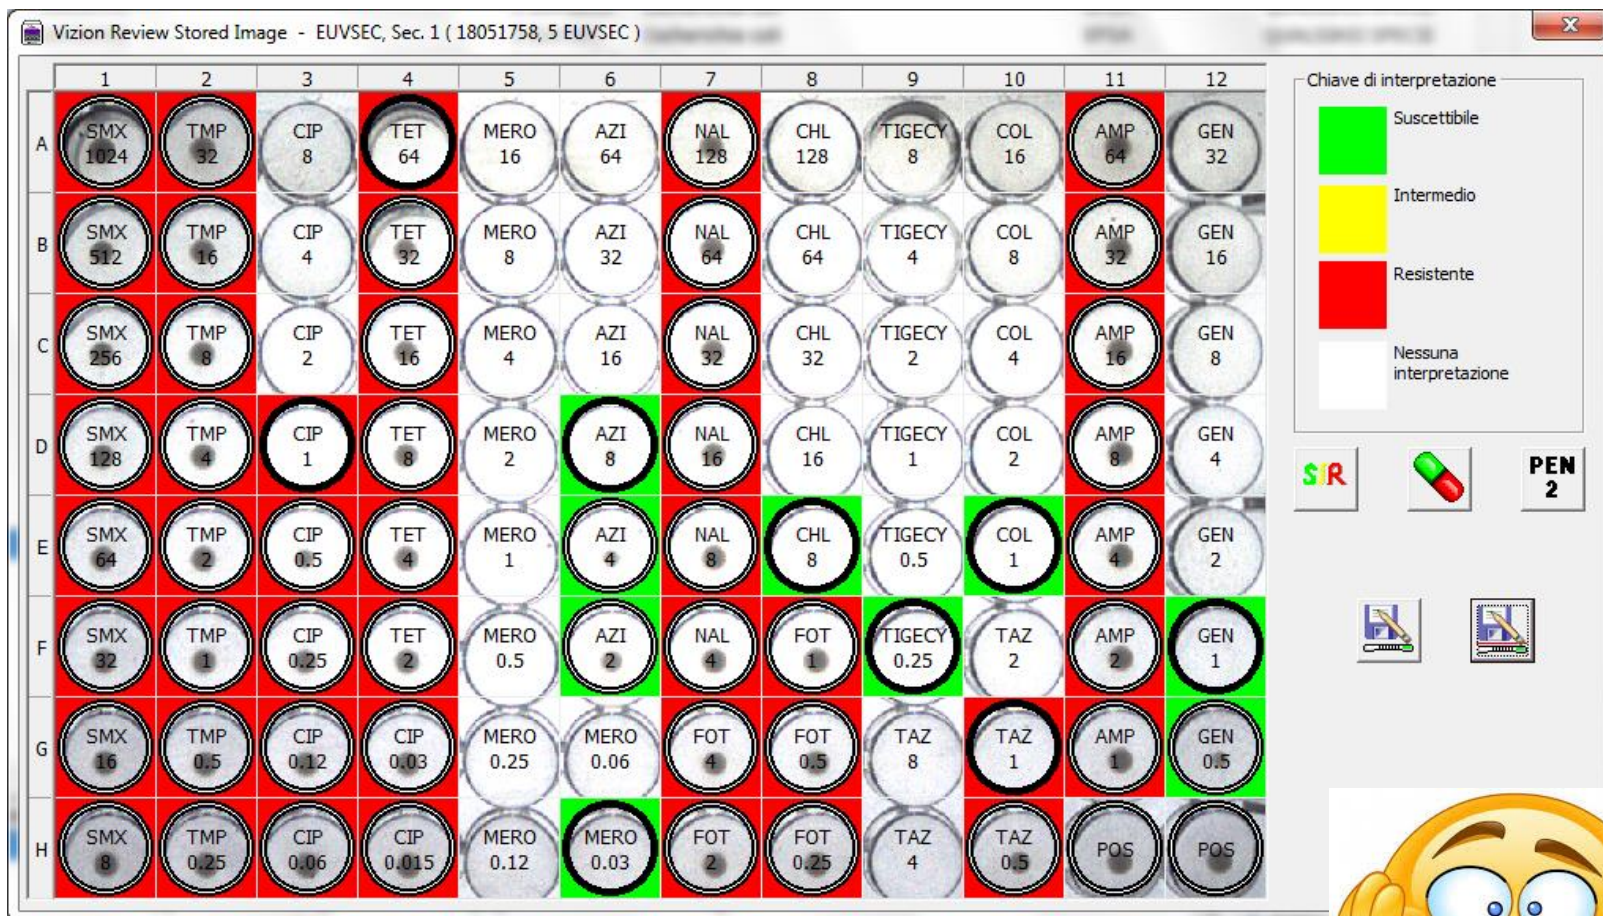 Vizion Review Stored Image - EUVSEC, Sec. 1 ( 18051758, 5 EUVSEC )
1 2 3 4 5 6 7 8 9 10 11 12
A
SMX TMP CIP TET MERO AZI NAL CHL TIGECY COL AMP GEN
1024 32 8 64 16 64 128 128 8 16 64 32
B
SMX TMP CIP TET MERO AZI NAL CHL TIGECY COL AMP GEN
512 16 4 32 8 32 64 64 4 8 32 16
C
SMX TMP CIP TET MERO AZI NAL CHL TIGECY COL AMP GEN
256 8 2 16 4 16 32 32 2 4 16 8
D
SMX TMP CIP TET MERO AZI NAL CHL TIGECY COL AMP GEN
128 4 1 8 2 8 16 16 1 2 8 4
E
SMX TMP CIP TET MERO AZI NAL CHL TIGECY COL AMP GEN
64 2 0.5 4 1 4 8 8 0.5 1 4 2
F
SMX TMP CIP TET MERO AZI NAL FOT TIGECY TAZ AMP GEN
32 1 0.25 2 0.5 2 4 1 0.25 2 2 1
G
SMX TMP CIP CIP MERO MERO FOT FOT TAZ TAZ AMP GEN
16 0.5 0.12 0.03 0.25 0.06 4 0.5 8 1 1 0.5
H
SMX TMP CIP CIP MERO MERO FOT FOT TAZ TAZ POS POS
8 0.25 0.06 0.015 0.12 0.03 2 0.25 4 0.5
Chiave di interpretazione
Suscettibile
Intermedio
Resistente
Nessuna
interpretazione
SIR
PEN
2